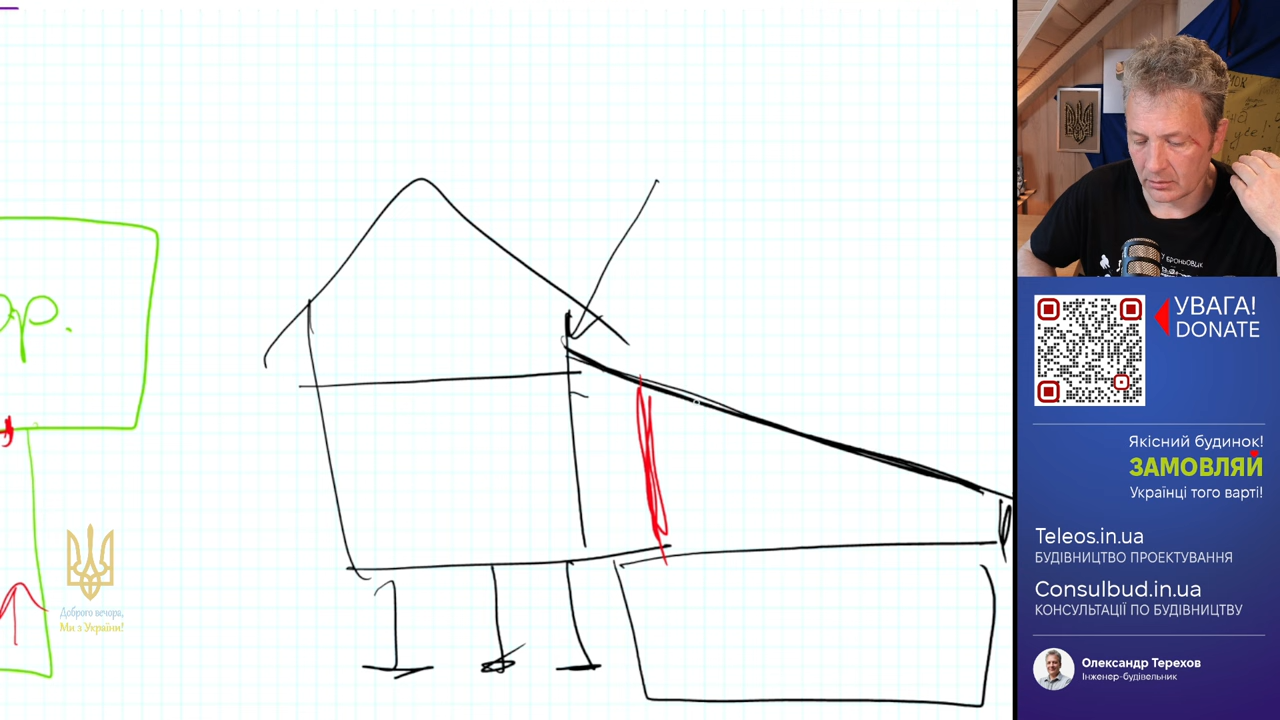 ор.
Доброго вечора,
Ми з України!
УВАГА!
DONATE
Якісний будинок!
ЗАМОВЛЯЙ
Українці того варті!
Teleos.in.ua
БУДІВНИЦТВО ПРОЕКТУВАННЯ
Consulbud.in.ua
КОНСУЛЬТАЦІЇ ПО БУДІВНИЦТВУ
Олександр Терехов
Інженер-будівельник